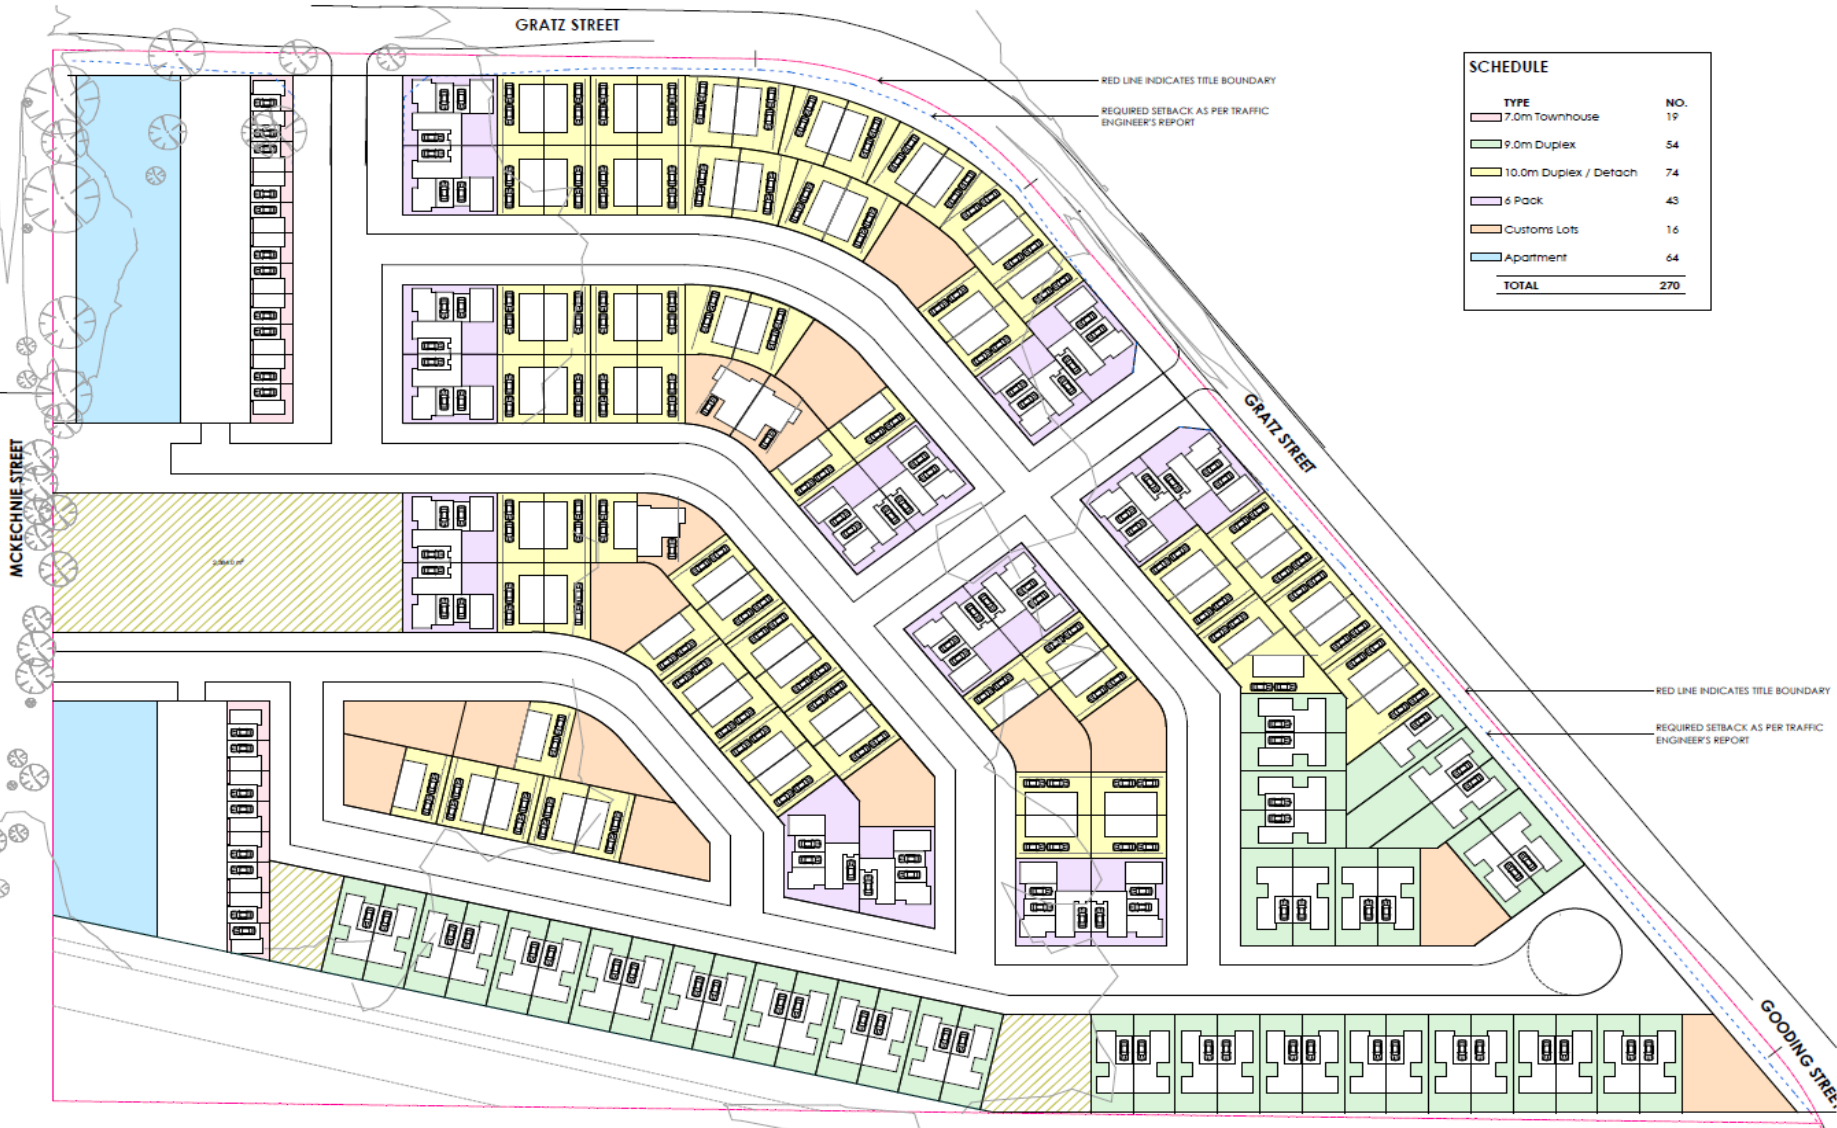 GRATZ STREET
RED LINE INDICATES TITLE BOUNDARY
REQUIRED SETBACK AS PER TRAFFIC
ENGINEER'S REPORT
SCHEDULE
TYPE NO.
7.0m Townhouse 19
9.0m Duplex 54
10.0m Duplex / Detach 74
6 Pack 43
Customs Lots 16
Apartment 64
TOTAL 270
GRATZ STREET
MCKECHNIE STREET
RED LINE INDICATES TITLE BOUNDARY
REQUIRED SETBACK AS PER TRAFFIC
ENGINEER'S REPORT
GOODING STREET